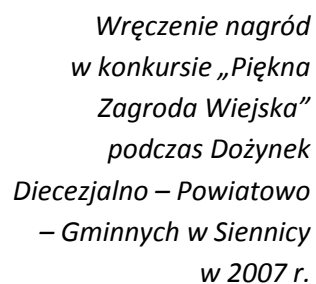 Wręczenie nagród
w konkursie „Piękna
Zagroda Wiejska”
podczas Dożynek
Diecezjalno – Powiatowo
– Gminnych w Siennicy
w 2007 r.